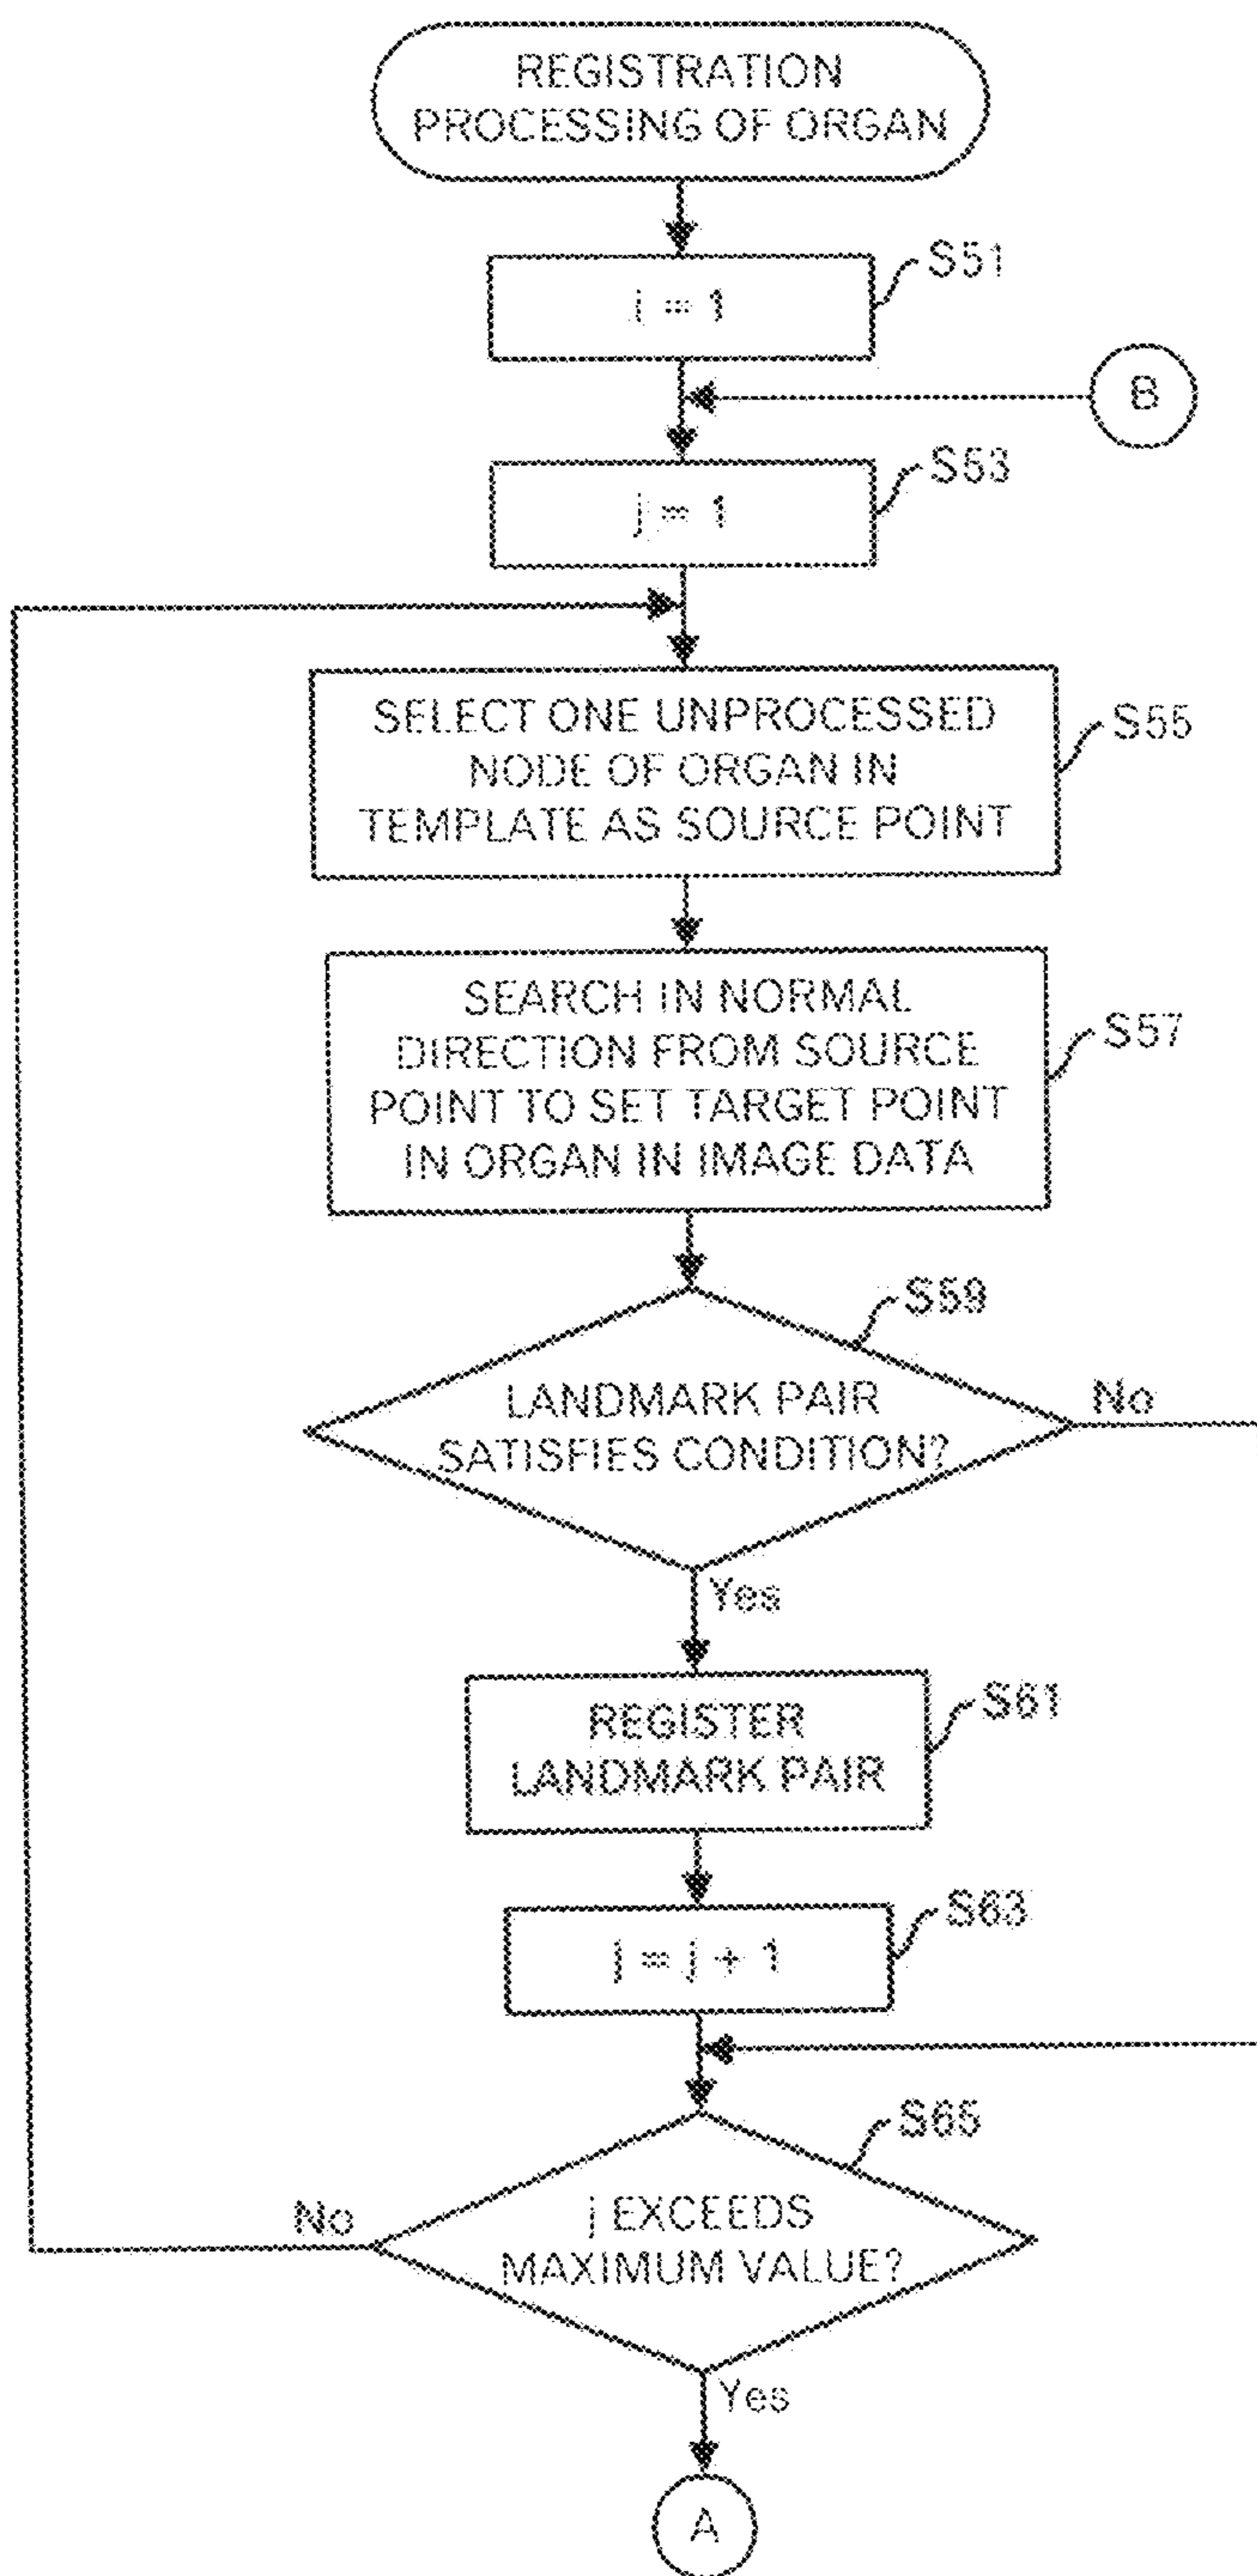 REGISTRATION
PROCESSING OF ORGAN
S51
i = 1
B
S53
j = 1
SELECT ONE UNPROCESSED
NODE OF ORGAN IN
TEMPLATE AS SOURCE POINT
S55
SEARCH IN NORMAL
DIRECTION FROM SOURCE
POINT TO SET TARGET POINT
IN ORGAN IN IMAGE DATA
S57
S59
LANDMARK PAIR
SATISFIES CONDITION?
No
Yes
REGISTER
LANDMARK PAIR
S61
S63
j = j + 1
S65
j EXCEEDS
MAXIMUM VALUE?
No
Yes
A